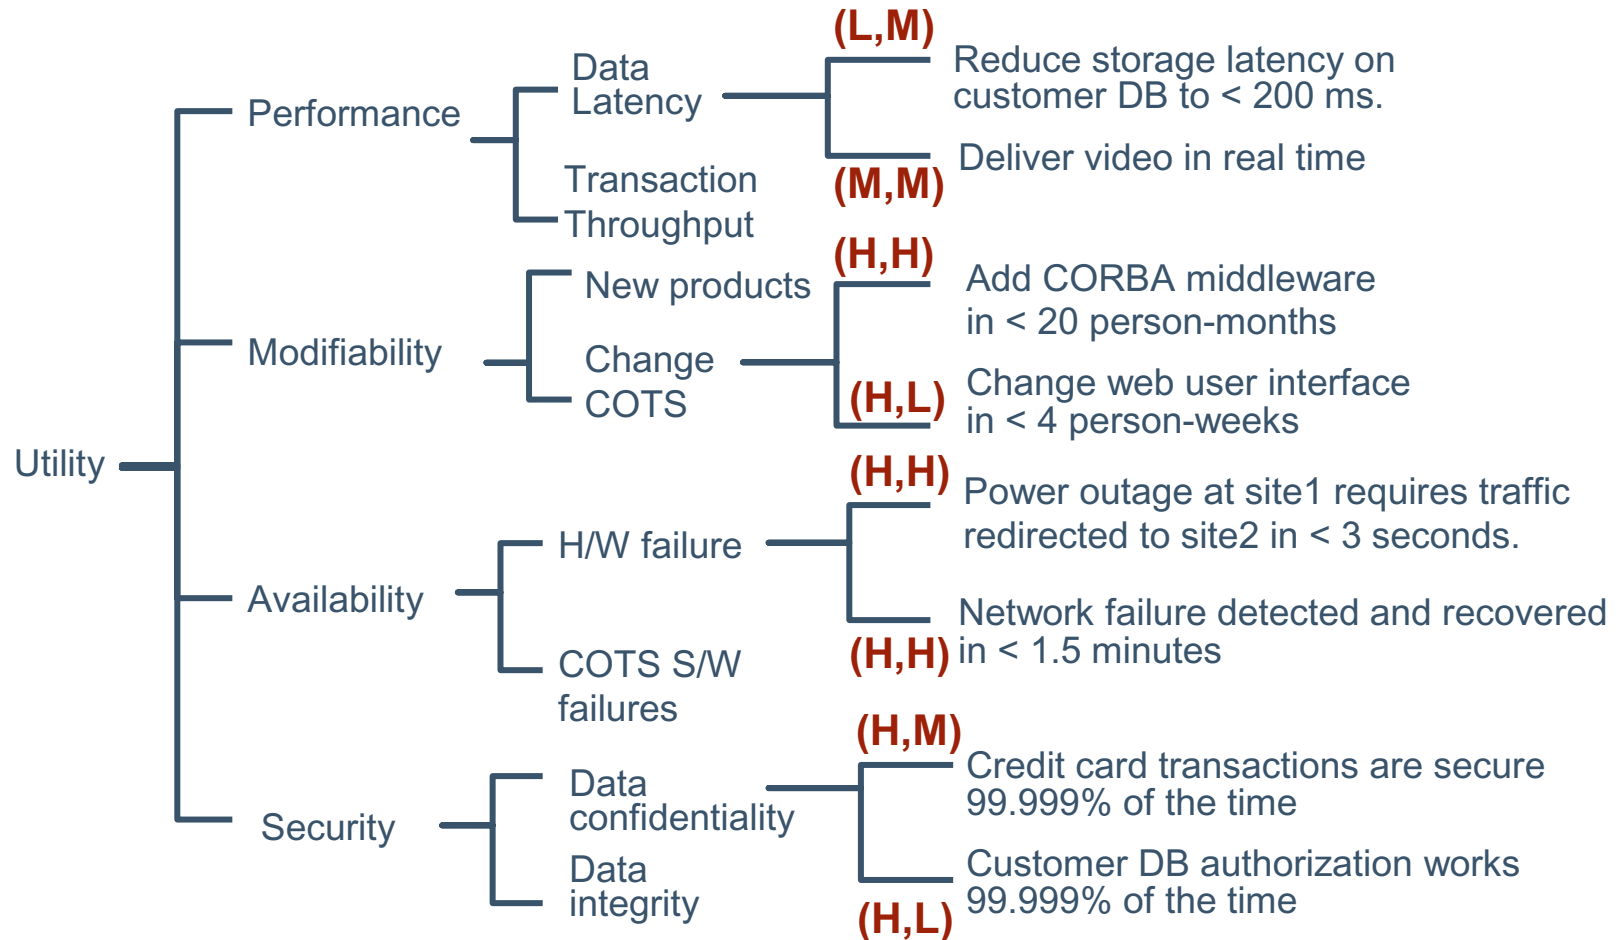 (L,M)
Data
Latency
Reduce storage latency on
customer DB to < 200 ms.
Performance
Deliver video in real time
(M,M)
Transaction
Throughput
(H,H)
New products
Add CORBA middleware
in < 20 person-months
Modifiability
Change
COTS
(H,L)
Change web user interface
in < 4 person-weeks
Utility
(H,H)
Power outage at site1 requires traffic
redirected to site2 in < 3 seconds.
H/W failure
Availability
Network failure detected and recovered
in < 1.5 minutes
(H,H)
COTS S/W
failures
(H,M)
Data
confidentiality
Credit card transactions are secure
99.999% of the time
Security
Data
integrity
Customer DB authorization works
99.999% of the time
(H,L)